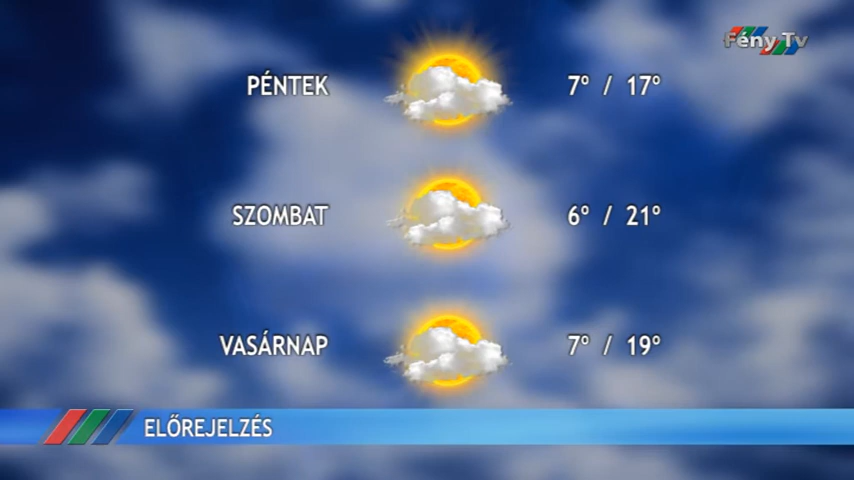 Fény Tv
PÉNTEK 7° / 17°
SZOMBAT 6° / 21°
VASÁRNAP 7° / 19°
ELŐREJELZÉS